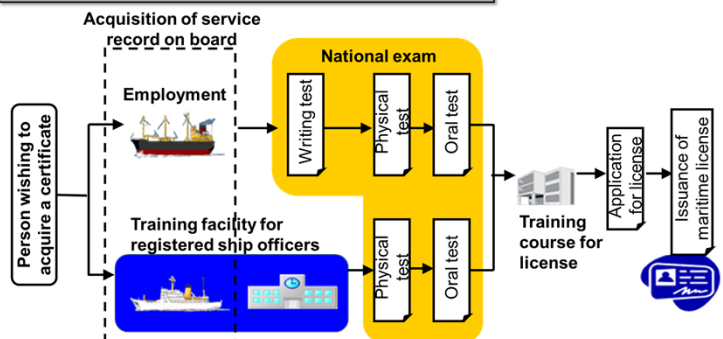 Acquisition of service
record on board
National exam
Person wishing to
acquire a certificate
Employment
Writing test
Physical
test
Oral test
Training facility for
registered ship officers
Physical
test
Oral test
Training
course for
license
Application
for license
Issuance of
maritime license